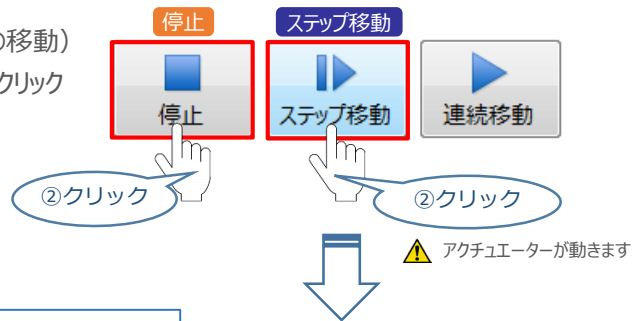 停止 ステップ移動
の移動）
クリック
停止 ステップ移動 連続移動
②クリック ②クリック
アクチュエーターが動きます